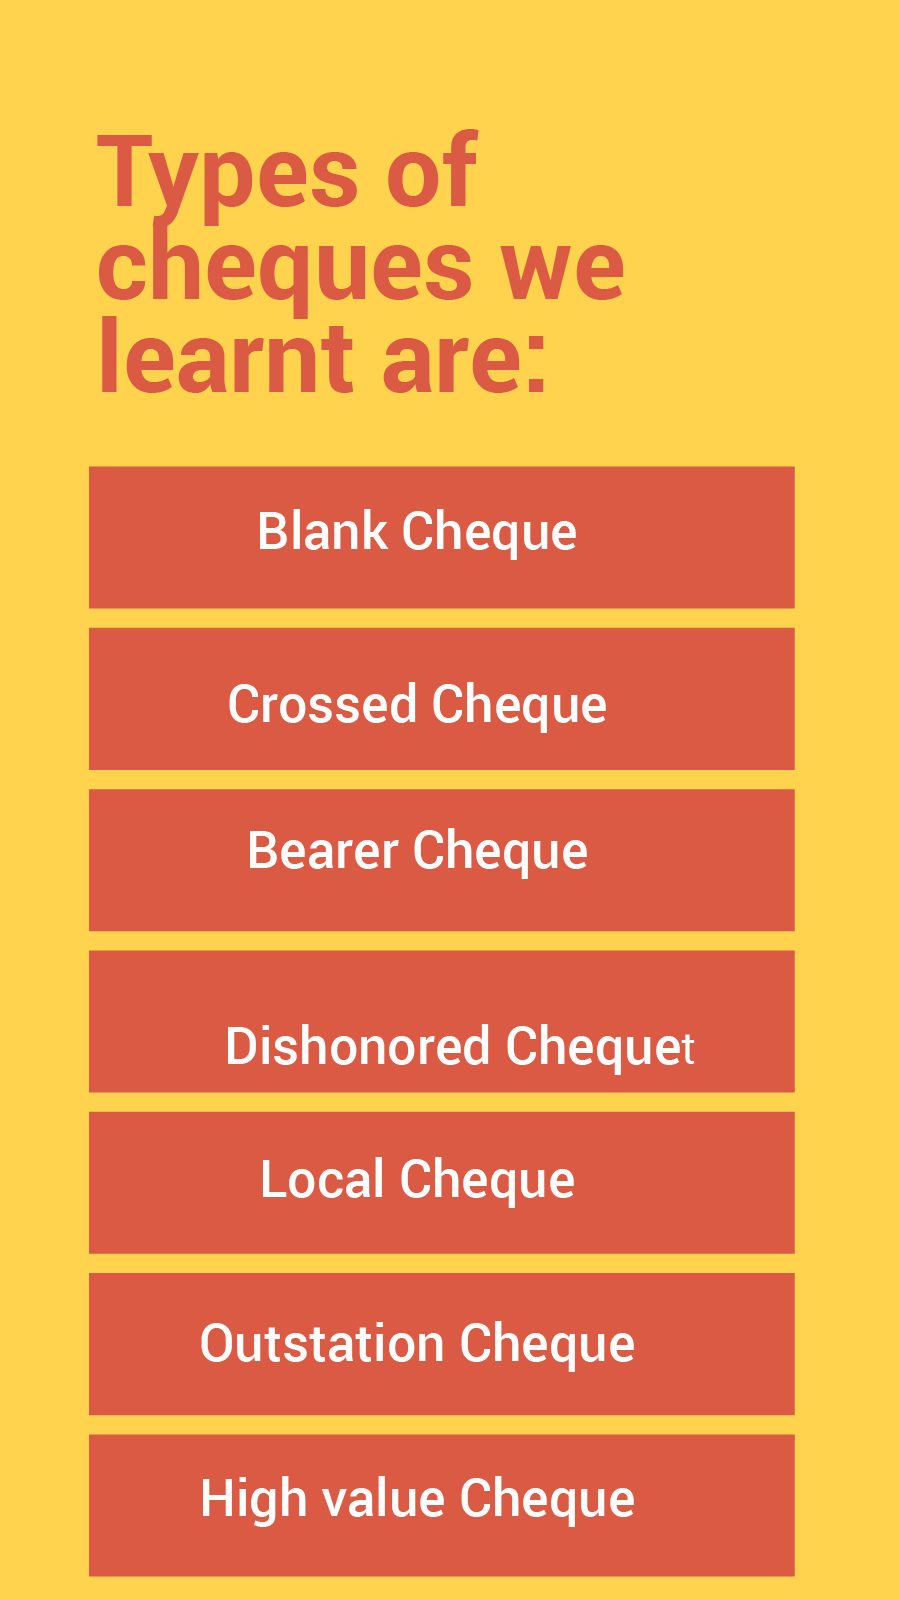 Types of
cheques we
learnt are:
Blank Cheque
Crossed Cheque
Bearer Cheque
Dishonored Chequet
Local Cheque
Outstation Cheque
High value Cheque